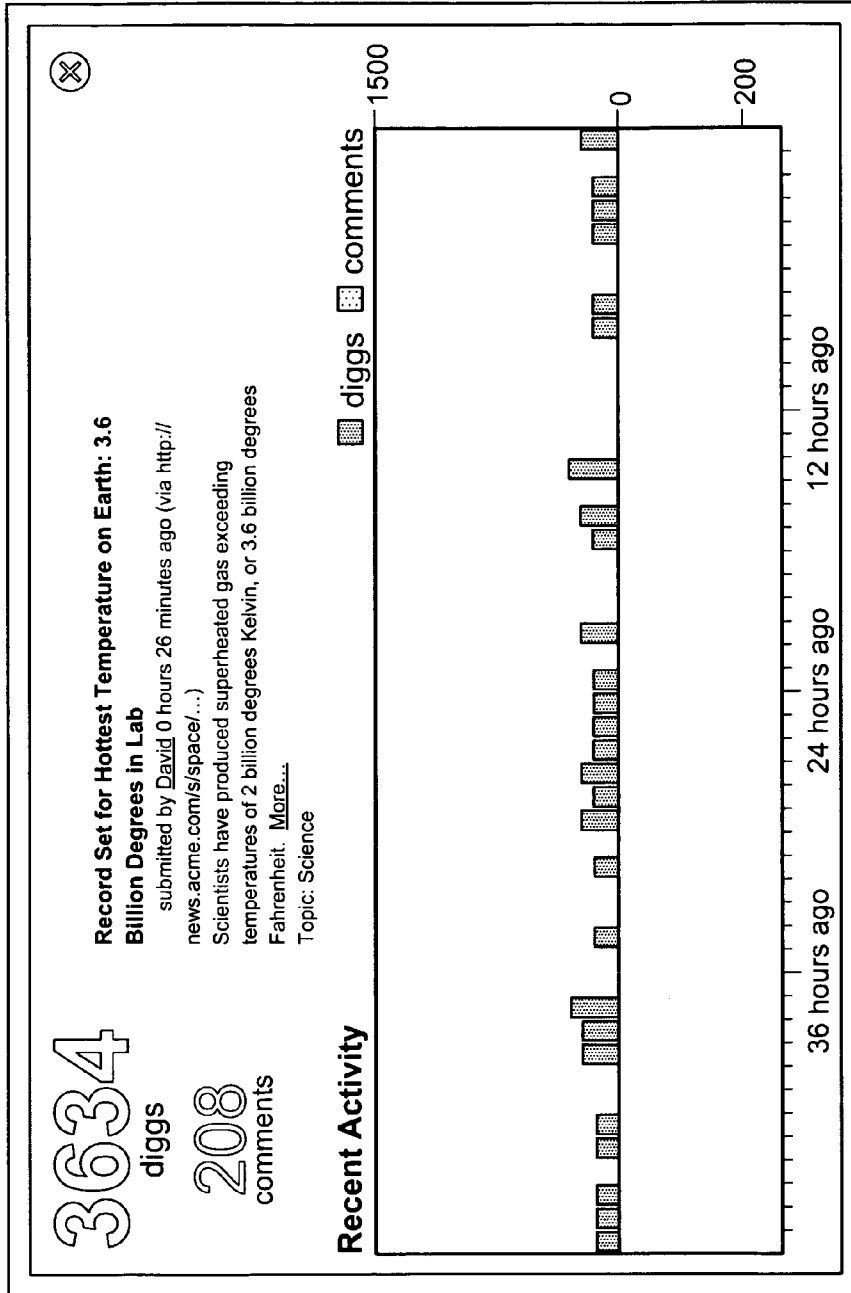 3634
diggs
208
comments
Record Set for Hottest Temperature on Earth: 3.6
Billion Degrees in Lab
submitted by David 0 hours 26 minutes ago (via http://
news.acme.com/s/space/...)
Scientists have produced superheated gas exceeding
temperatures of 2 billion degrees Kelvin, or 3.6 billion degrees
Fahrenheit. More...
Topic: Science
Recent Activity
diggs comments
1500
0
200
36 hours ago 24 hours ago 12 hours ago